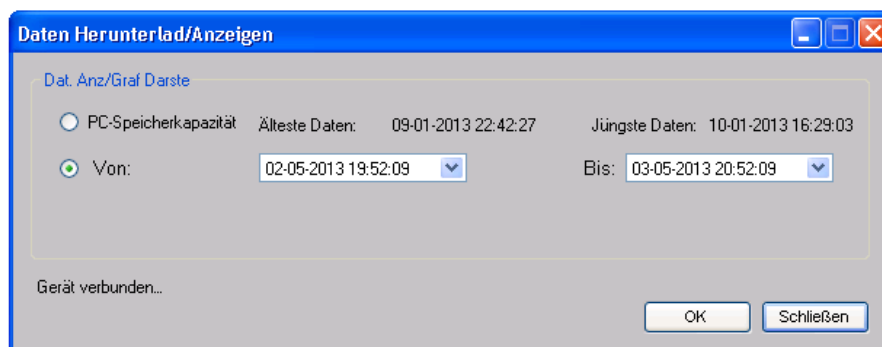 Daten Herunterlad/Anzeigen
Dat. Anz/Graf Darste
PC-Speicherkapazität Älteste Daten: 09-01-2013 22:42:27 Jüngste Daten: 10-01-2013 16:29:03
Von: 02-05-2013 19:52:09 Bis: 03-05-2013 20:52:09
Gerät verbunden...
OK Schließen